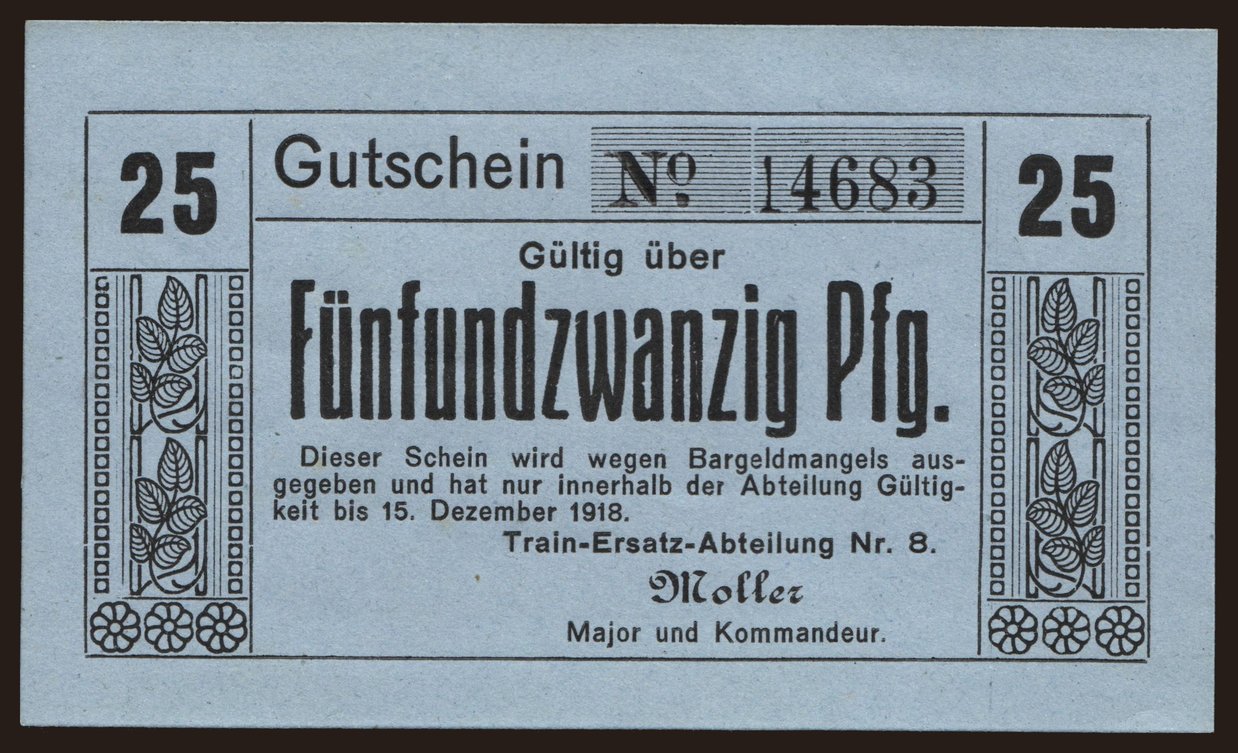 25 Gutschein Nº 14683 25
Gültig über
Fünfundzwanzig Pfg.
Dieser Schein wird wegen Bargeldmangels aus-
gegeben und hat nur innerhalb der Abteilung Gültig-
keit bis 15. Dezember 1918.
Train-Ersatz-Abteilung Nr. 8.
Moller
Major und Kommandeur.